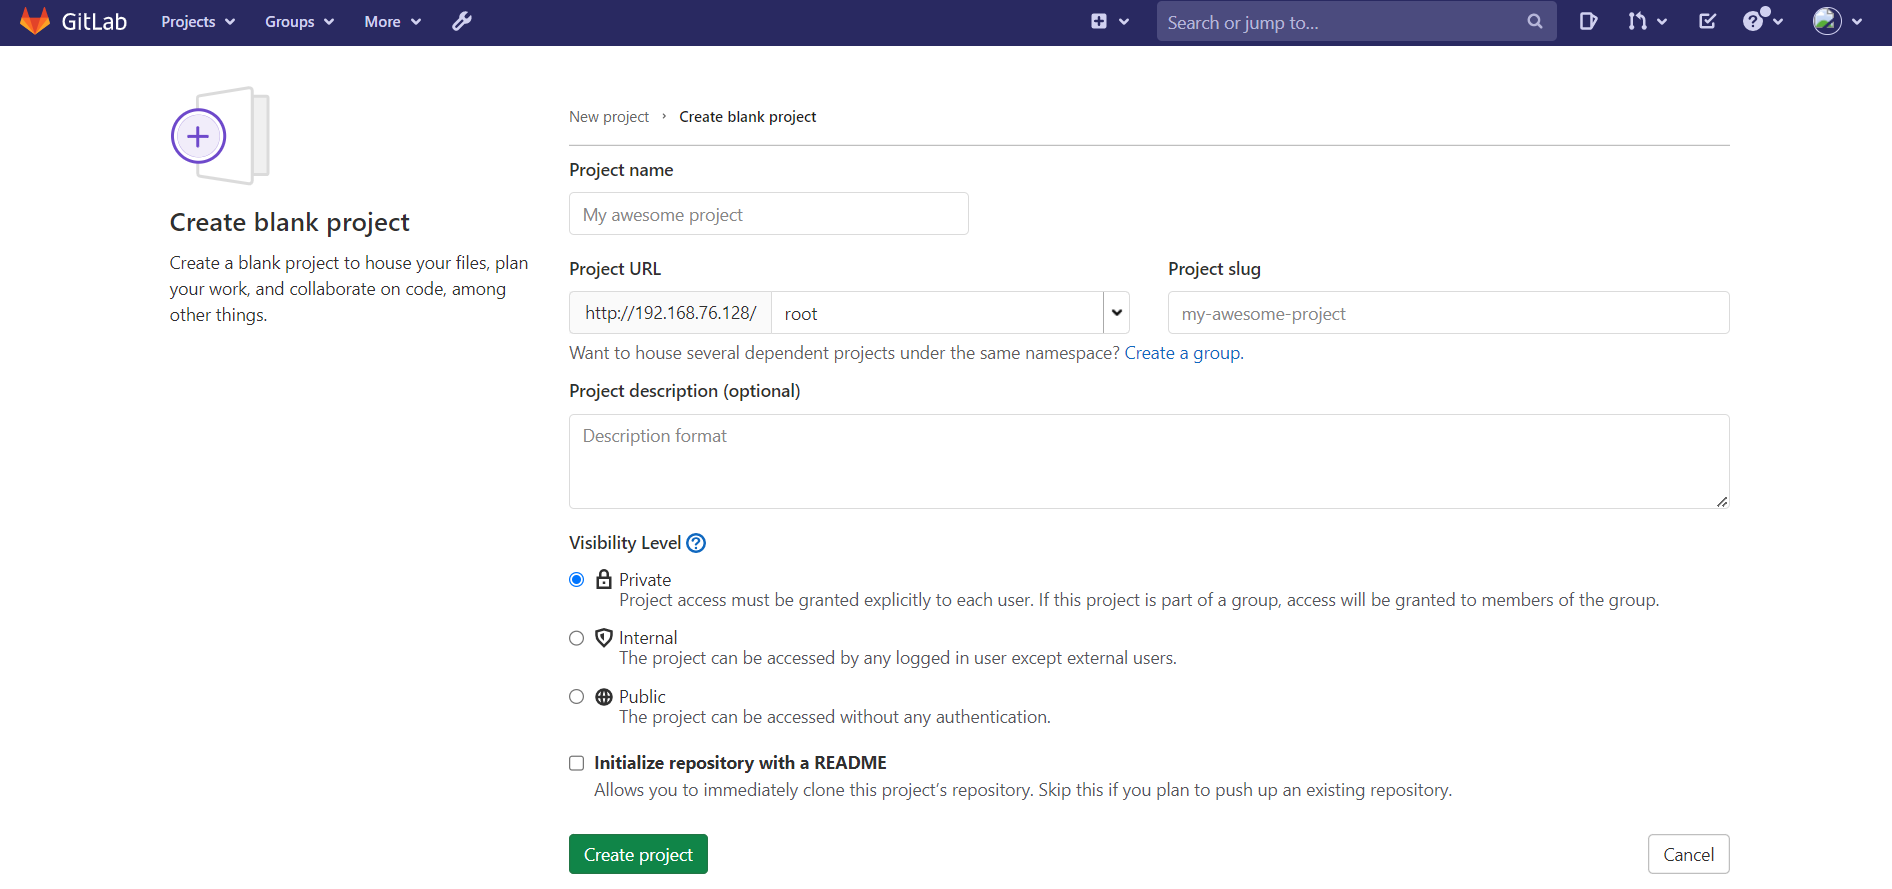 GitLab Projects Groups More Search or jump to...
New project › Create blank project
Project name
My awesome project
Create blank project
Create a blank project to house your files, plan
your work, and collaborate on code, among
other things.
Project URL
Project slug
http://192.168.76.128/ root
my-awesome-project
Want to house several dependent projects under the same namespace? Create a group.
Project description (optional)
Description format
Visibility Level
Private
Project access must be granted explicitly to each user. If this project is part of a group, access will be granted to members of the group.
Internal
The project can be accessed by any logged in user except external users.
Public
The project can be accessed without any authentication.
Initialize repository with a README
Allows you to immediately clone this project's repository. Skip this if you plan to push up an existing repository.
Create project
Cancel